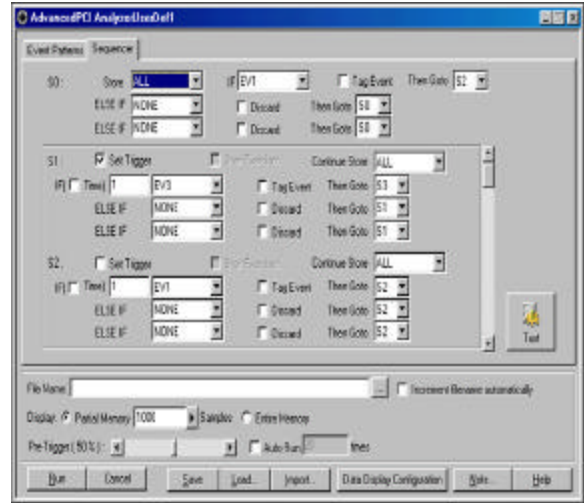 AdvancedPCI AnalyzerUserDef1
Event Patterns Sequencer
S0: Store ALL IF EV1 Tag Event Then Goto S2
ELSE IF NONE Discard Then Goto S0
ELSE IF NONE Discard Then Goto S0
S1 Set Trigger Continue Store ALL
IF( Time) 1 EV3 Tag Event Then Goto S3
ELSE IF NONE Discard Then Goto S1
ELSE IF NONE Discard Then Goto S1
S2. Set Trigger Continue Store ALL
IF( Time) 1 EV1 Tag Event Then Goto S2
ELSE IF NONE Discard Then Goto S2
ELSE IF NONE Discard Then Goto S2
Text
File Name: ... Increment filename automatically
Display: Partial Memory 1000 Samples Entire Memory
Pre-Trigger ( 50% ): Auto Run times
Run Cancel Save Load... Import... Data Display Configuration Note... Help